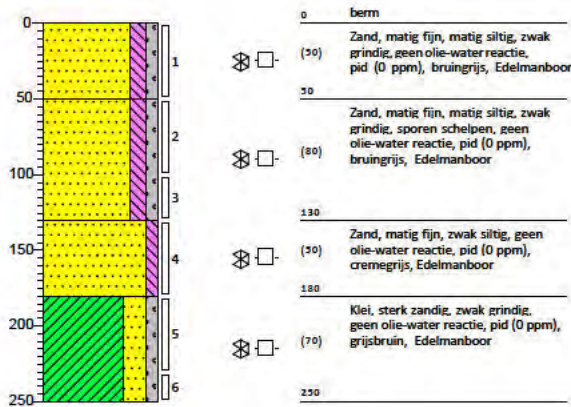 0 berm
0
Zand, matig fijn, matig siltig, zwak
1
(50) grindig, geen olie-water reactie,
pid (0 ppm), bruingrijs, Edelmanboor
50
50
Zand, matig fijn, matig siltig, zwak
2
grindig, sporen schelpen, geen
(80) olie-water reactie, pid (0 ppm),
bruingrijs, Edelmanboor
100
3
130
150
Zand, matig fijn, zwak siltig, geen
4
(50) olie-water reactie, pid (0 ppm),
cremegrijs, Edelmanboor
180
Klei, sterk zandig, zwak grindig,
200
5
geen olie-water reactie, pid (0 ppm),
(70) grijsbruin, Edelmanboor
6
250
250